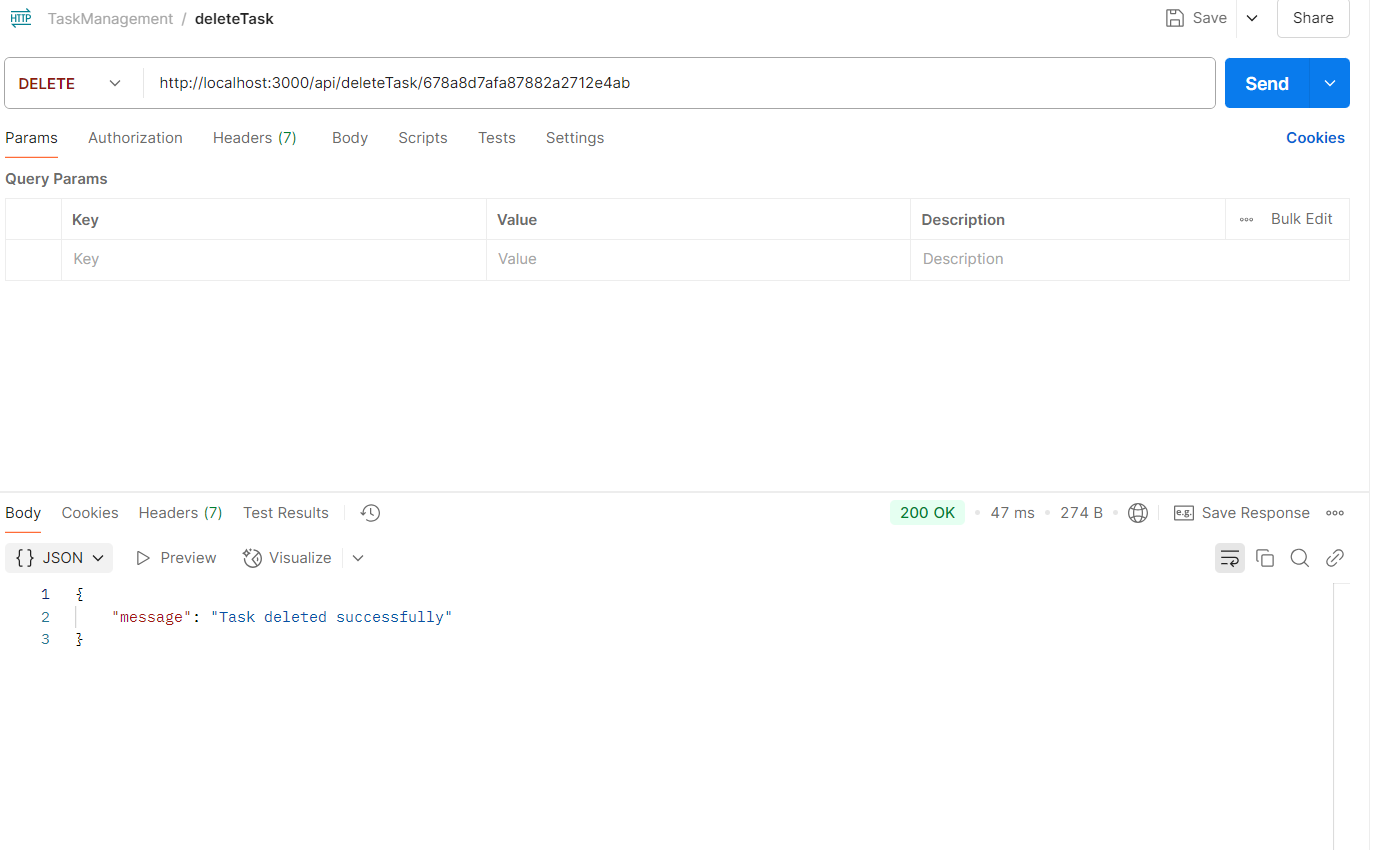 HTTP TaskManagement / deleteTask Save Share
DELETE http://localhost:3000/api/deleteTask/678a8d7afa87882a2712e4ab Send
Params Authorization Headers (7) Body Scripts Tests Settings Cookies
Query Params
Key Value Description Bulk Edit
Key Value Description
Body Cookies Headers (7) Test Results 200 OK 47 ms 274 B e.g. Save Response
{} JSON Preview Visualize
1 {
2 "message": "Task deleted successfully"
3 }